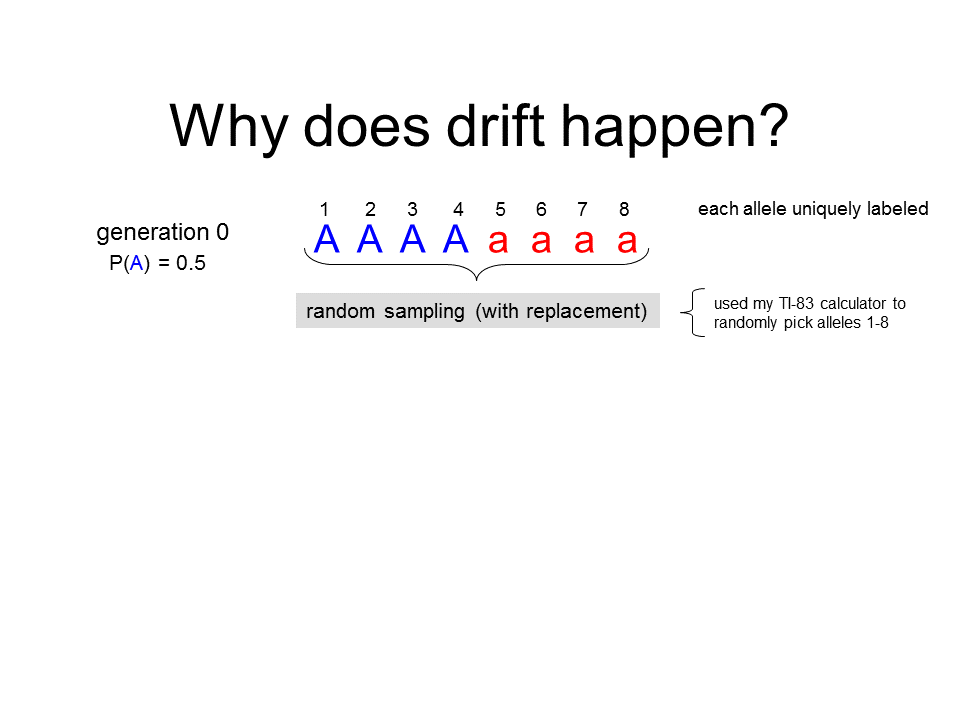 Why does drift happen?
1 2 3 4 5 6 7 8
each allele uniquely labeled
generation 0
A A A A a a a a
P(A) = 0.5
random sampling (with replacement)
used my TI-83 calculator to
randomly pick alleles 1-8